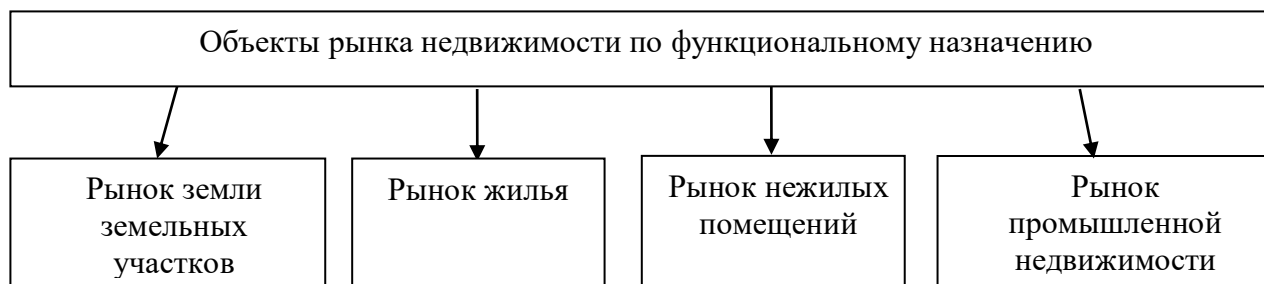 Объекты рынка недвижимости по функциональному назначению
Рынок земли
земельных
участков
Рынок жилья
Рынок нежилых
помещений
Рынок
промышленной
недвижимости